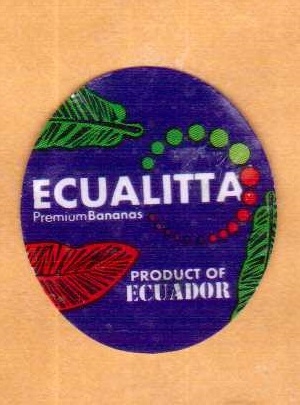 ECUALITTA
PremiumBananas
PRODUCT OF
ECUADOR